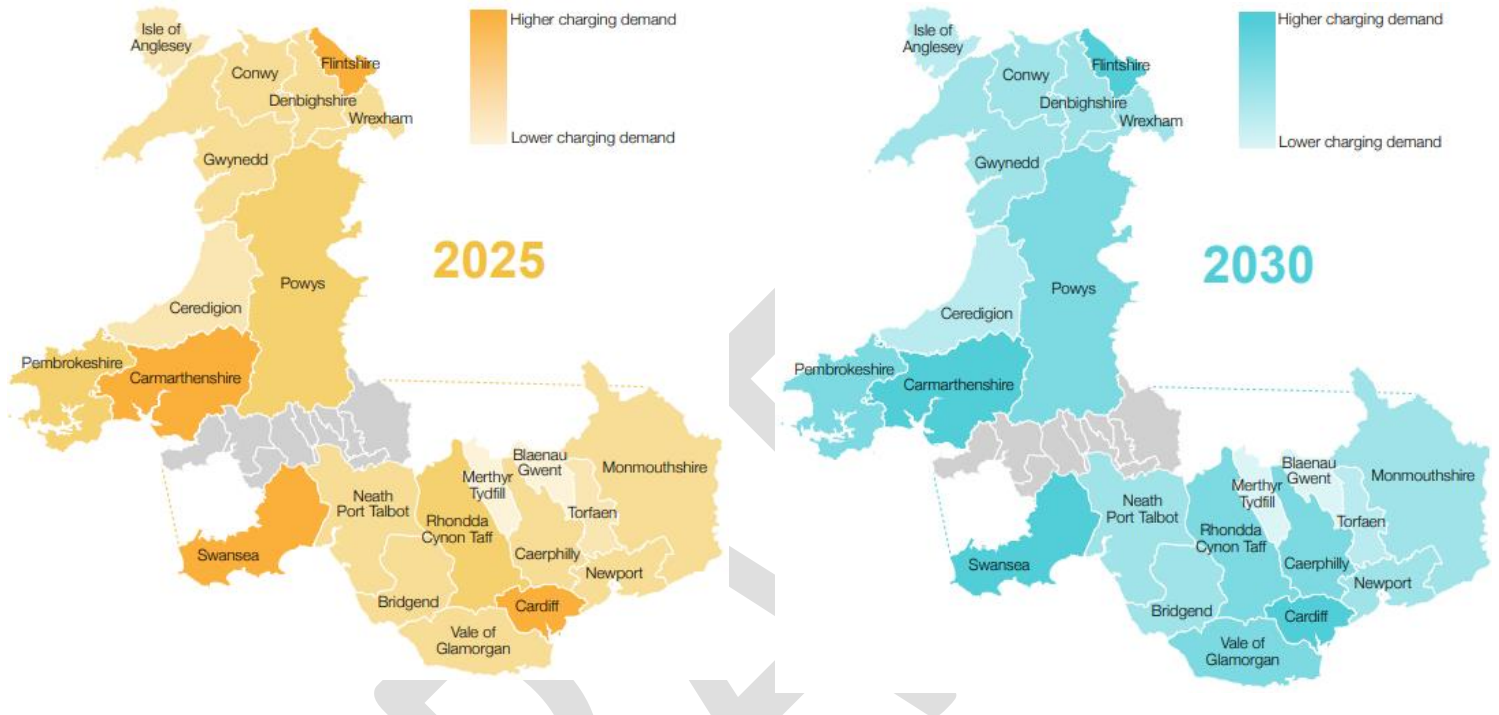 Higher charging demand
Lower charging demand
Isle of
Anglesey
Flintshire
Conwy
Denbighshire
Wrexham
Gwynedd
2025
Powys
Ceredigion
Pembrokeshire
Carmarthenshire
Monmouthshire
Blaenau
Gwent
Merthyr
Tydfill
Neath
Port Talbot
Torfaen
Rhondda
Cynon Taff
Caerphilly
Swansea
Newport
Bridgend
Cardiff
Vale of
Glamorgan
Higher charging demand
Lower charging demand
Isle of
Anglesey
Flintshire
Conwy
Denbighshire
Wrexham
Gwynedd
2030
Powys
Ceredigion
Pembrokeshire
Carmarthenshire
Monmouthshire
Blaenau
Gwent
Merthyr
Tydfill
Neath
Port Talbot
Torfaen
Rhondda
Cynon Taff
Caerphilly
Swansea
Newport
Bridgend
Cardiff
Vale of
Glamorgan